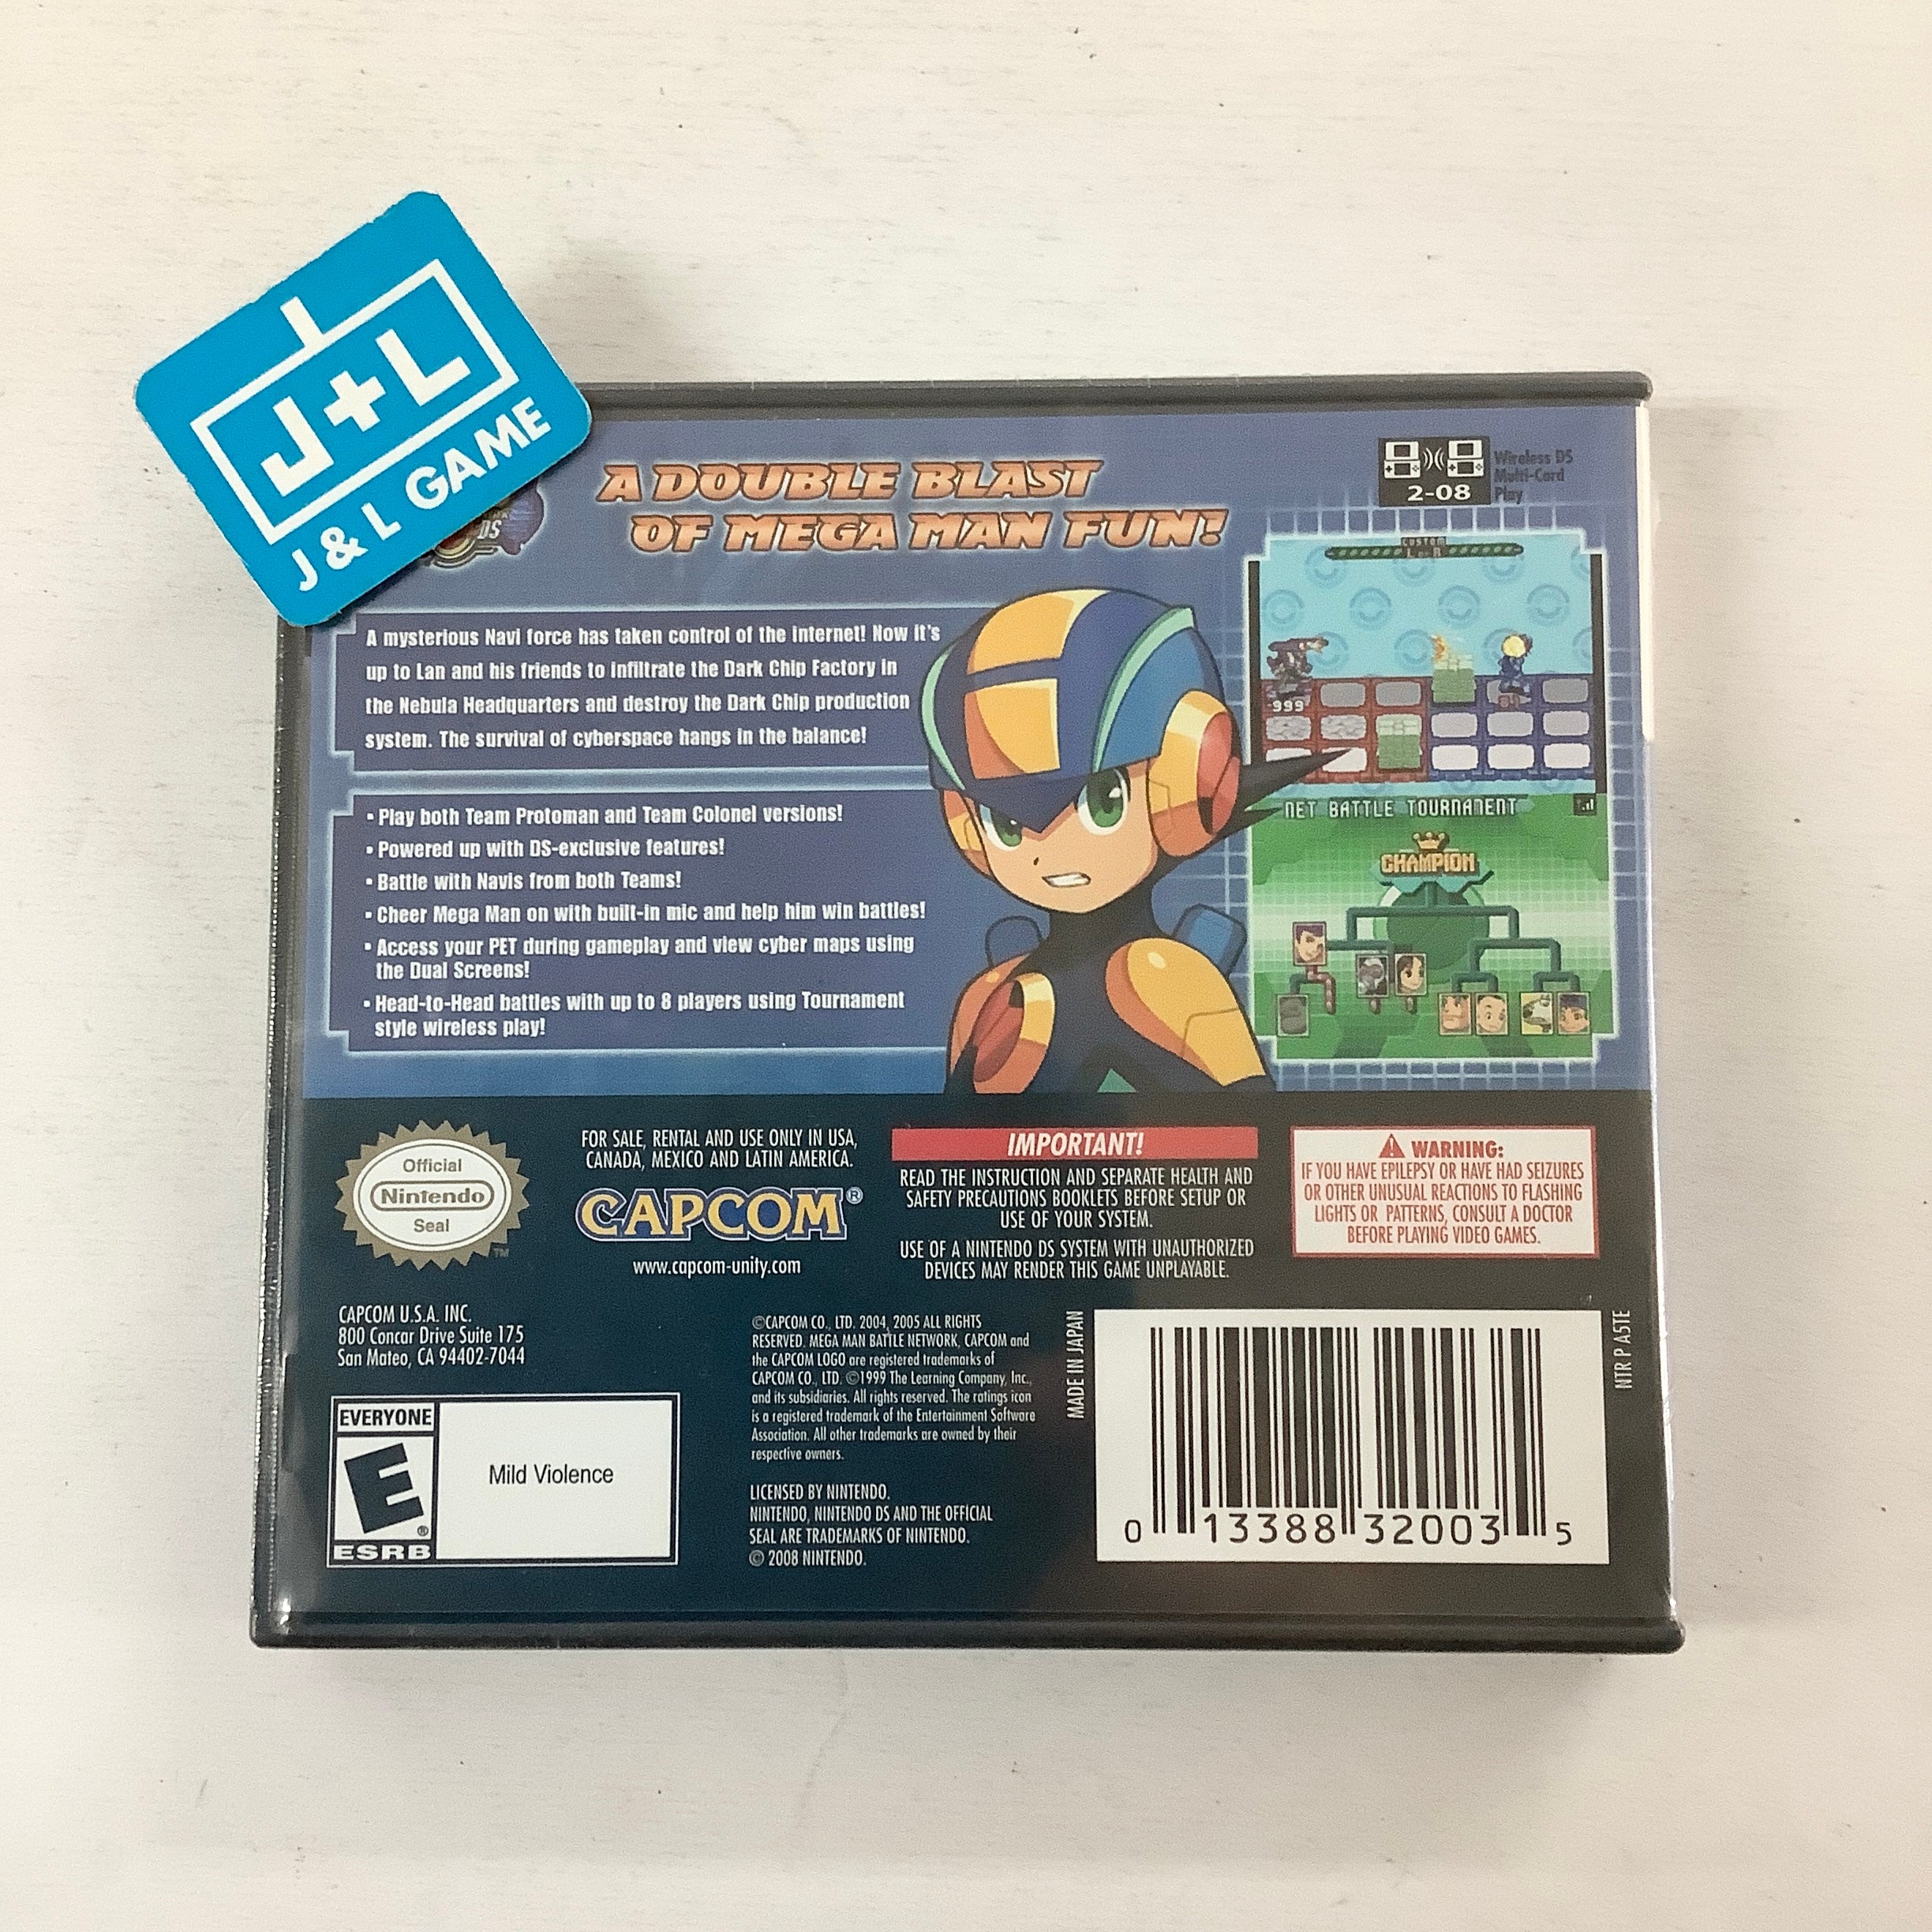 J+L
J & L GAME
DS
A DOUBLE BLAST
OF MEGA MAN FUN!
2-08
Wireless DS
Multi-Card
Play
A mysterious Navi force has taken control of the internet! Now it's
up to Lan and his friends to infiltrate the Dark Chip Factory in
the Nebula Headquarters and destroy the Dark Chip production
system. The survival of cyberspace hangs in the balance!
• Play both Team Protoman and Team Colonel versions!
• Powered up with DS-exclusive features!
• Battle with Navis from both Teams!
• Cheer Mega Man on with built-in mic and help him win battles!
• Access your PET during gameplay and view cyber maps using
the Dual Screens!
• Head-to-Head battles with up to 8 players using Tournament
style wireless play!
CUSTOM
L R
999
NET BATTLE TOURNAMENT
CHAMPION
Official
Nintendo
Seal
TM
FOR SALE, RENTAL AND USE ONLY IN USA,
CANADA, MEXICO AND LATIN AMERICA.
CAPCOM®
www.capcom-unity.com
IMPORTANT!
READ THE INSTRUCTION AND SEPARATE HEALTH AND
SAFETY PRECAUTIONS BOOKLETS BEFORE SETUP OR
USE OF YOUR SYSTEM.
USE OF A NINTENDO DS SYSTEM WITH UNAUTHORIZED
DEVICES MAY RENDER THIS GAME UNPLAYABLE.
WARNING:
IF YOU HAVE EPILEPSY OR HAVE HAD SEIZURES
OR OTHER UNUSUAL REACTIONS TO FLASHING
LIGHTS OR PATTERNS, CONSULT A DOCTOR
BEFORE PLAYING VIDEO GAMES.
CAPCOM U.S.A. INC.
800 Concar Drive Suite 175
San Mateo, CA 94402-7044
EVERYONE
E
®
ESRB
Mild Violence
©CAPCOM CO., LTD. 2004, 2005 ALL RIGHTS
RESERVED. MEGA MAN BATTLE NETWORK, CAPCOM and
the CAPCOM LOGO are registered trademarks of
CAPCOM CO., LTD. ©1999 The Learning Company, Inc.,
and its subsidiaries. All rights reserved. The ratings icon
is a registered trademark of the Entertainment Software
Association. All other trademarks are owned by their
respective owners.
LICENSED BY NINTENDO.
NINTENDO, NINTENDO DS AND THE OFFICIAL
SEAL ARE TRADEMARKS OF NINTENDO.
© 2008 NINTENDO.
MADE IN JAPAN
0 13388 32003 5
NTR P A5TE